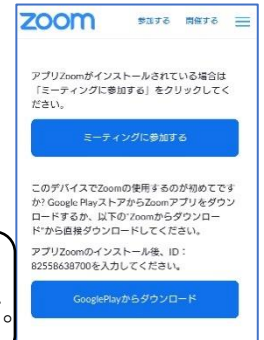 zoom 参加する 開催する
アプリZoomがインストールされている場合は
「ミーティングに参加する」をクリックしてく
ださい。
ミーティングに参加する
このデバイスでZoomの使用するのが初めてです
か? Google PlayストアからZoomアプリをダウン
ロードするか、以下の"Zoomからダウンロー
ド"から直接ダウンロードしてください。
アプリZoomのインストール後、ID：
82558638700を入力してください。
GooglePlayからダウンロード
。